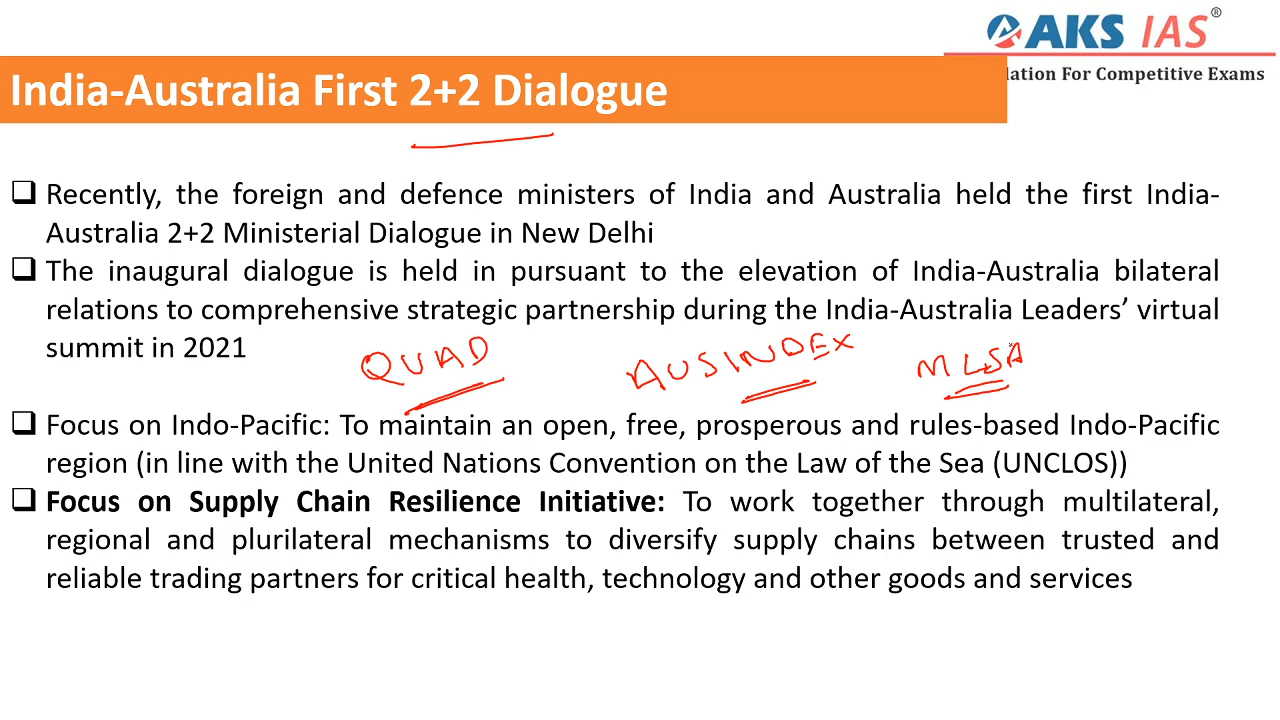 AKS IAS®
lation For Competitive Exams
India-Australia First 2+2 Dialogue
❑ Recently, the foreign and defence ministers of India and Australia held the first India-
Australia 2+2 Ministerial Dialogue in New Delhi
❑ The inaugural dialogue is held in pursuant to the elevation of India-Australia bilateral
relations to comprehensive strategic partnership during the India-Australia Leaders’ virtual
summit in 2021
QUAD AUSINDEX MLSA
❑ Focus on Indo-Pacific: To maintain an open, free, prosperous and rules-based Indo-Pacific
region (in line with the United Nations Convention on the Law of the Sea (UNCLOS))
❑ Focus on Supply Chain Resilience Initiative: To work together through multilateral,
regional and plurilateral mechanisms to diversify supply chains between trusted and
reliable trading partners for critical health, technology and other goods and services